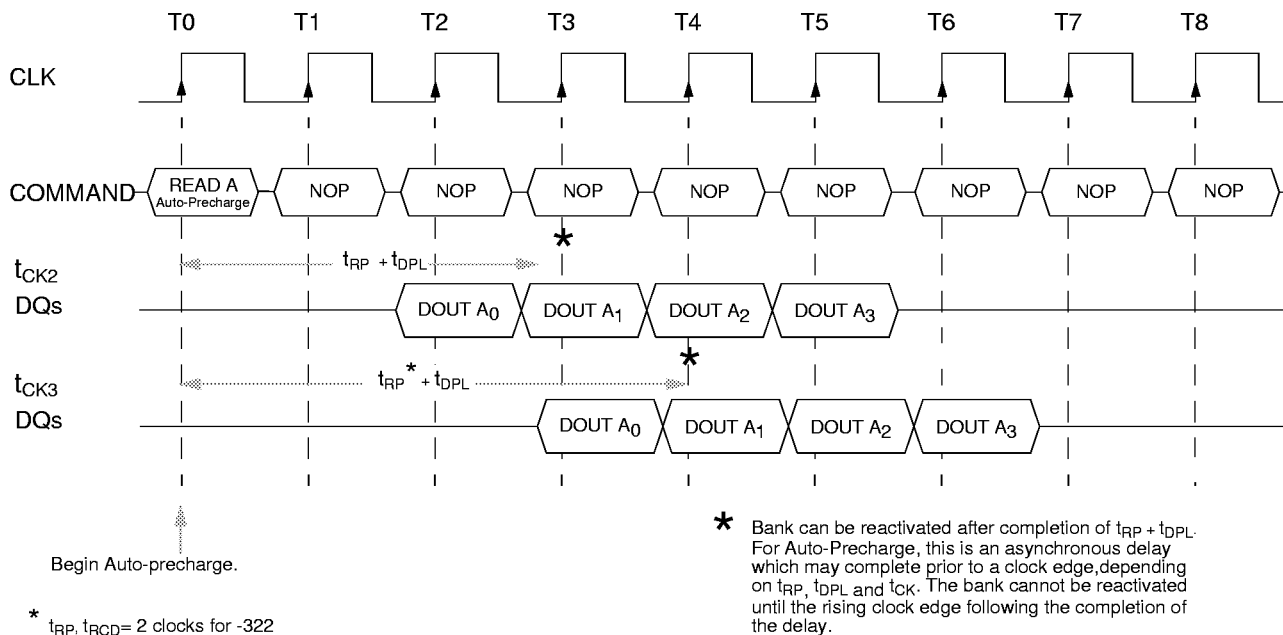 T0 T1 T2 T3 T4 T5 T6 T7 T8
CLK
COMMAND
READ A
Auto-Precharge
NOP NOP NOP NOP NOP NOP NOP NOP
*
tCK2
tRP + tDPL
DQs
DOUT A0 DOUT A1 DOUT A2 DOUT A3
*
tCK3
tRP* + tDPL
DQs
DOUT A0 DOUT A1 DOUT A2 DOUT A3
Begin Auto-precharge.
* tRP, tRCD= 2 clocks for -322
* Bank can be reactivated after completion of tRP + tDPL.
For Auto-Precharge, this is an asynchronous delay
which may complete prior to a clock edge,depending
on tRP, tDPL and tCK. The bank cannot be reactivated
until the rising clock edge following the completion of
the delay.